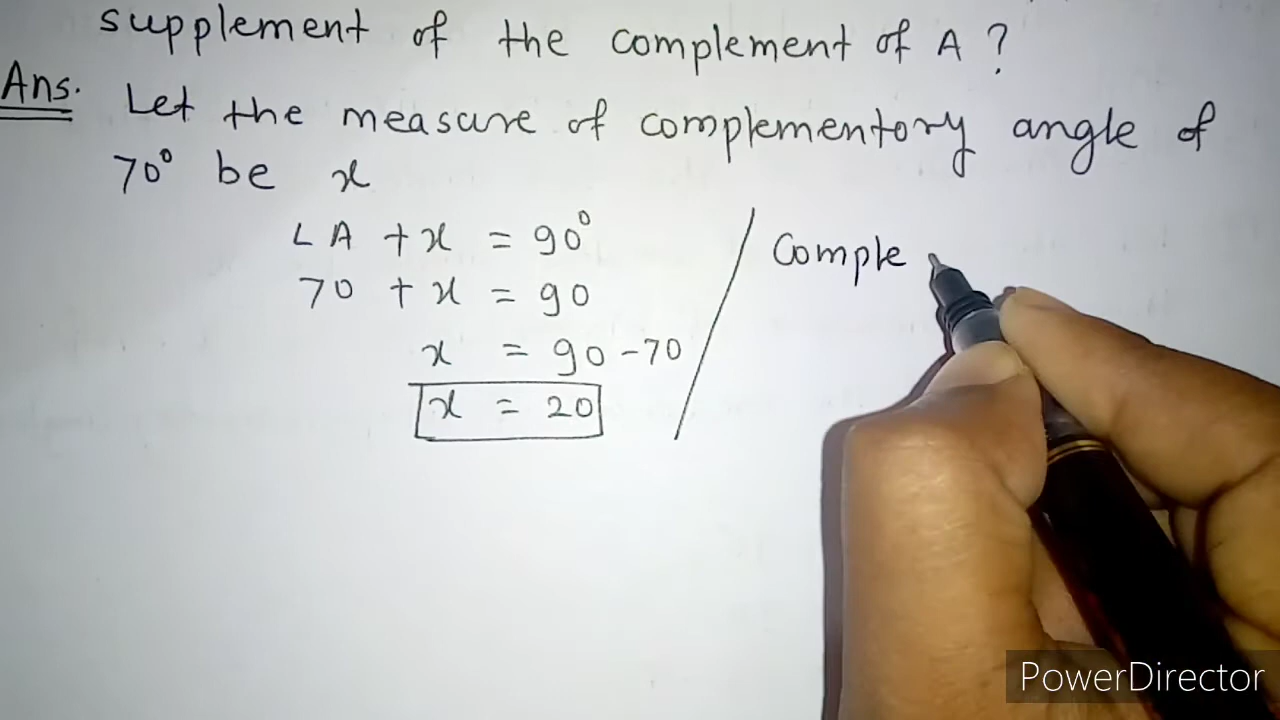 supplement of the complement of A?
Ans. Let the measure of complementory angle of
70° be x
∠A + x = 90°
70 + x = 90
x = 90 - 70
x = 20
Comple
PowerDirector